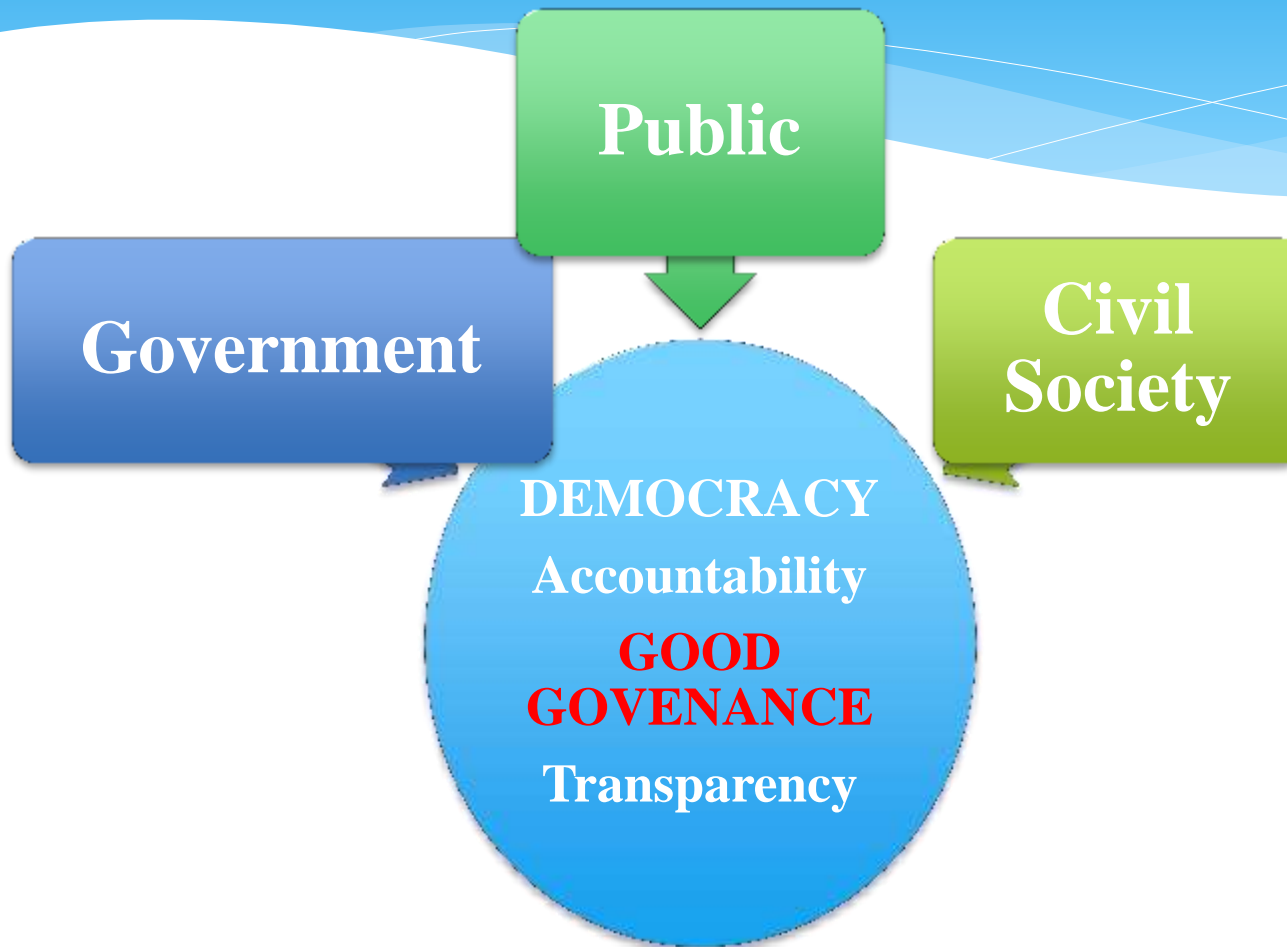 Public
Government
Civil
Society
DEMOCRACY
Accountability
GOOD
GOVENANCE
Transparency